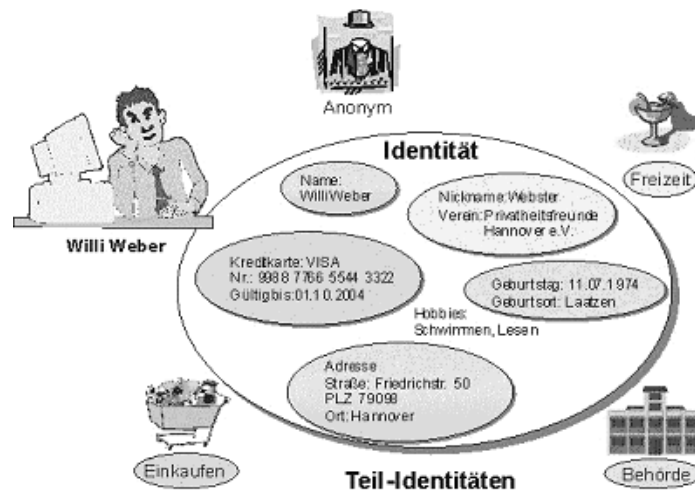 Anonym
Identität
Freizeit
Name:
Willi Weber
Nickname: Webster
Verein: Privatheitsfreunde
Hannover e.V.
Willi Weber
Kreditkarte: VISA
Nr.: 9988 7766 5544 3322
Gültig bis: 01.10.2004
Geburtstag: 11.07.1974
Geburtsort: Laatzen
Hobbies:
Schwimmen, Lesen
Adresse
Straße: Friedrichstr. 50
PLZ 79098
Ort: Hannover
Einkaufen
Teil-Identitäten
Behörde